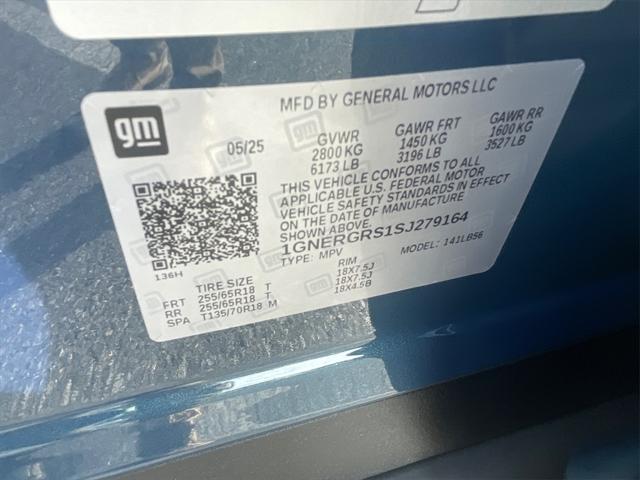 gm
MFD BY GENERAL MOTORS LLC
05/25 GVWR GAWR FRT GAWR RR
2800 KG 1450 KG 1600 KG
6173 LB 3196 LB 3527 LB
THIS VEHICLE CONFORMS TO ALL
APPLICABLE U.S. FEDERAL MOTOR
VEHICLE SAFETY STANDARDS IN EFFECT
ON THE DATE OF MANUFACTURE
SHOWN ABOVE.
1GNERGRS1SJ279164
TYPE: MPV MODEL: 141LB56
136H
TIRE SIZE RIM
FRT 255/65R18 T 18X7.5J
RR 255/65R18 T 18X7.5J
SPA T135/70R18 M 18X4.5B